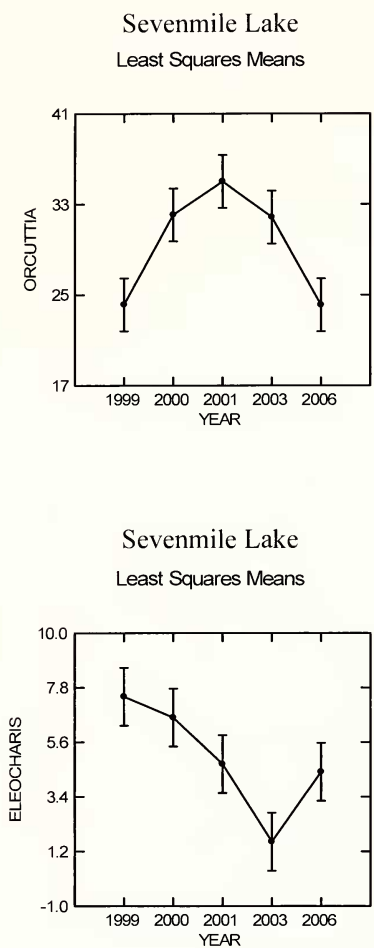 Sevenmile Lake
Least Squares Means
41
33
25
17
ORCUTTIA
1999 2000 2001 2003 2006
YEAR
Sevenmile Lake
Least Squares Means
10.0
7.8
5.6
3.4
1.2
-1.0
ELEOCHARIS
1999 2000 2001 2003 2006
YEAR